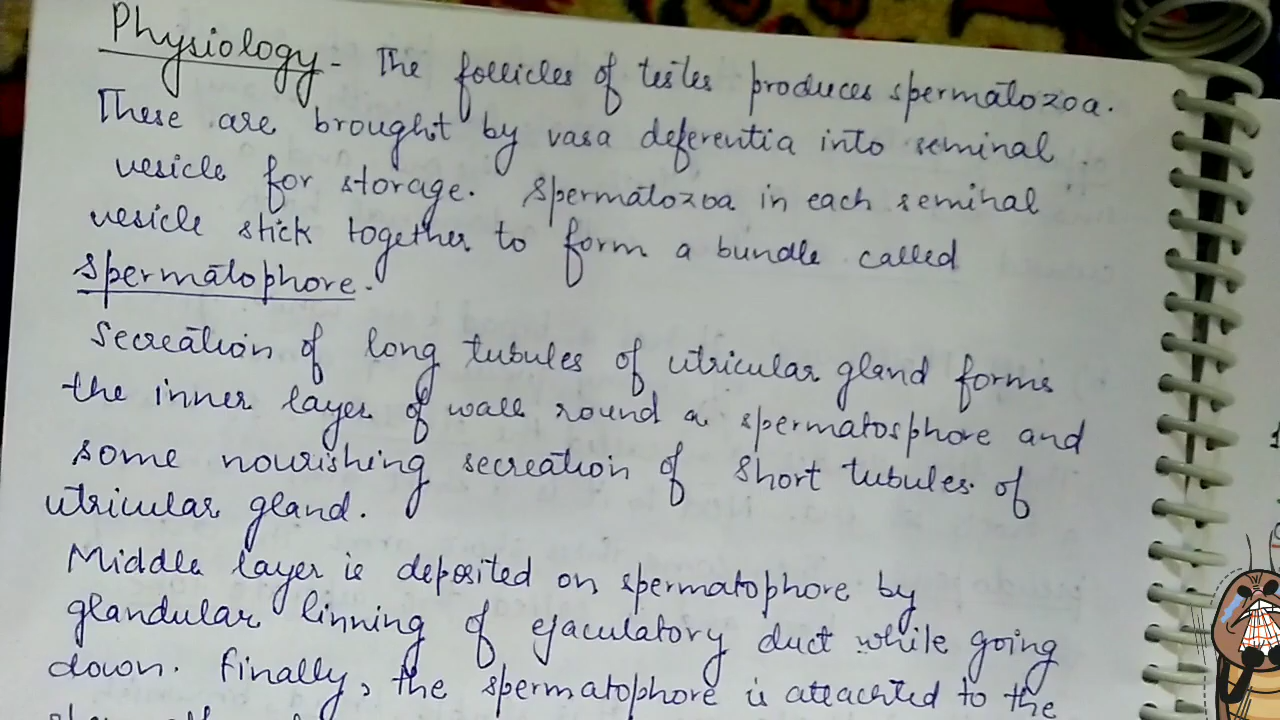 Physiology - The follicles of testes produces spermatozoa.
These are brought by vasa deferentia into seminal
vesicle for storage. Spermatozoa in each seminal
vesicle stick together to form a bundle called
spermatophore.
Secreation of long tubules of utricular gland forms
the inner layer of wall round a spermatosphore and
some nourishing secreation of short tubules of
utricular gland.
Middle layer is deposited on spermatophore by
glandular linning of ejaculatory duct while going
down. Finally, the spermatophore is attached to the